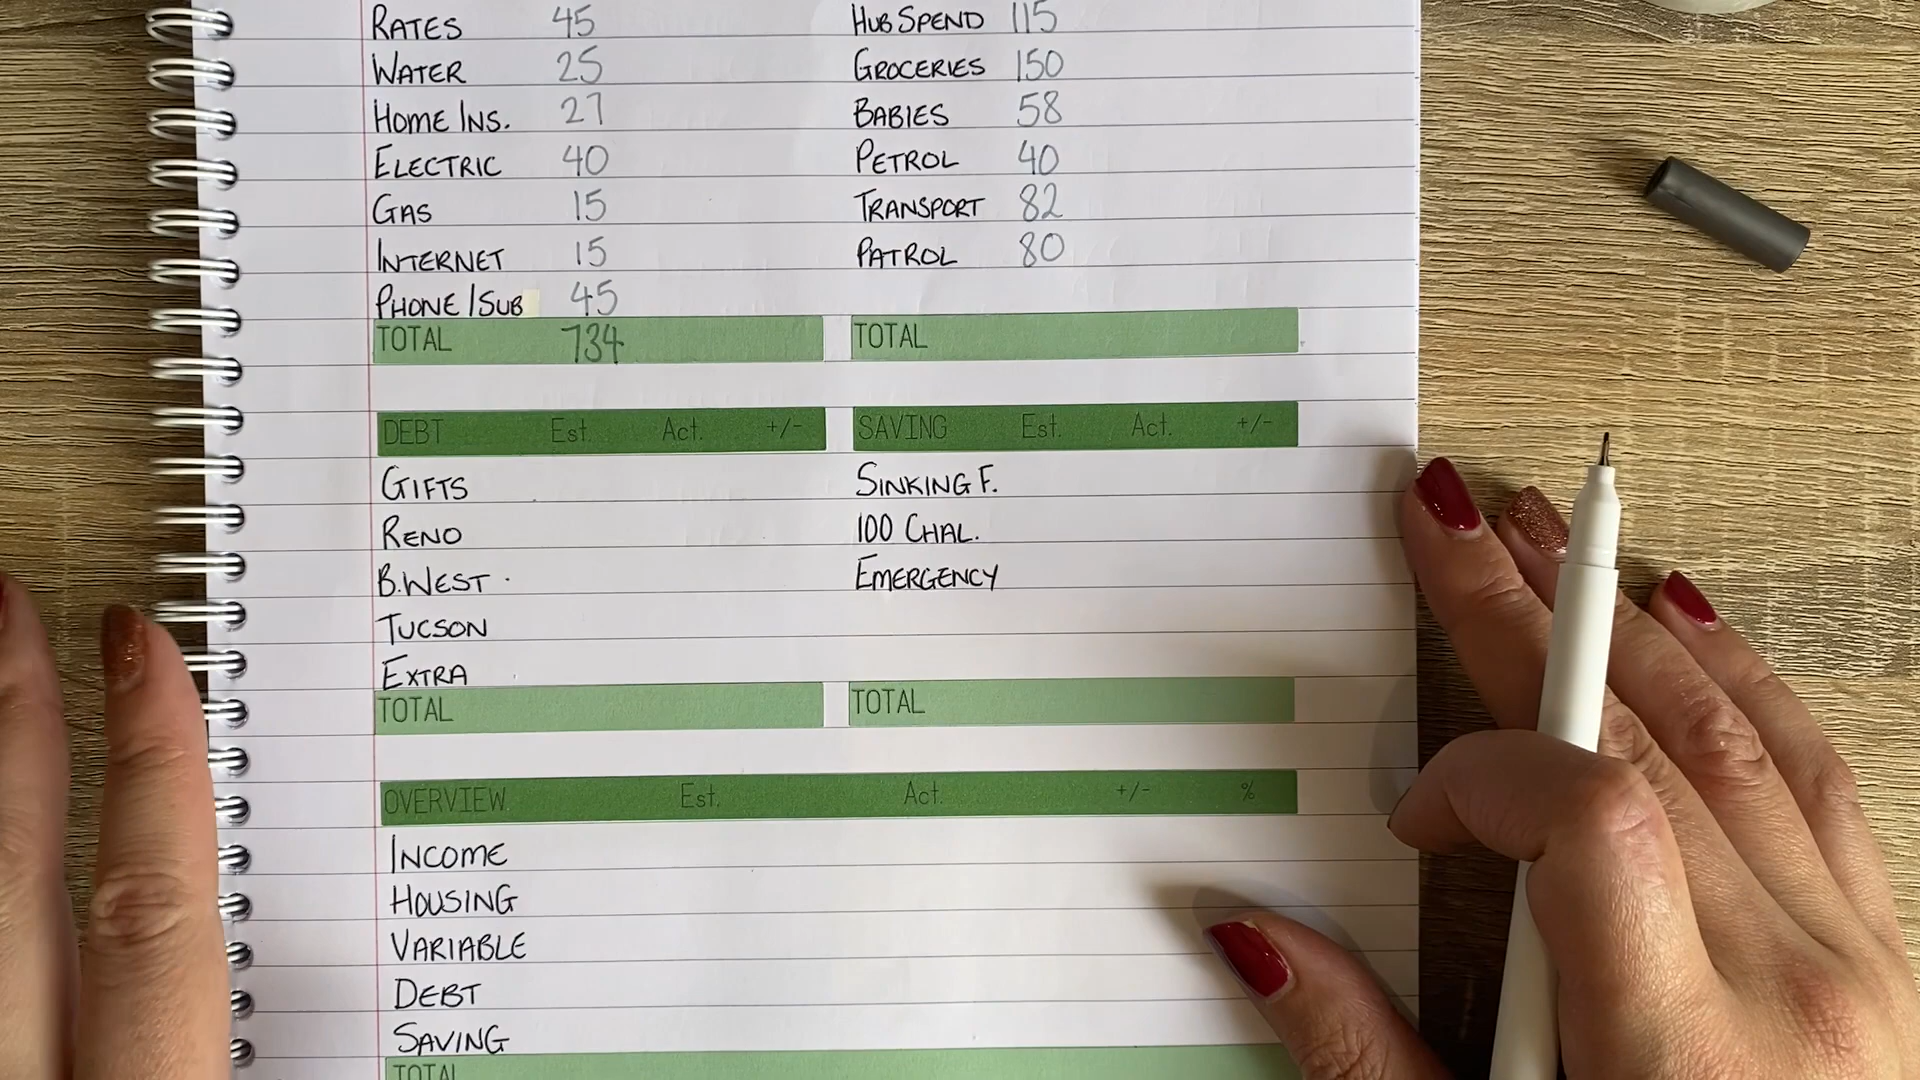 RATES 45
WATER 25
HOME INS. 27
ELECTRIC 40
GAS 15
INTERNET 15
PHONE/SUB 45
TOTAL 734
HUB SPEND 115
GROCERIES 150
BABIES 58
PETROL 40
TRANSPORT 82
PATROL 80
TOTAL
DEBT Est. Act. +/-
GIFTS
RENO
B.WEST
TUCSON
EXTRA
TOTAL
SAVING Est. Act. +/-
SINKING F.
100 CHAL.
EMERGENCY
TOTAL
OVERVIEW Est. Act. +/- %
INCOME
HOUSING
VARIABLE
DEBT
SAVING
TOTAL